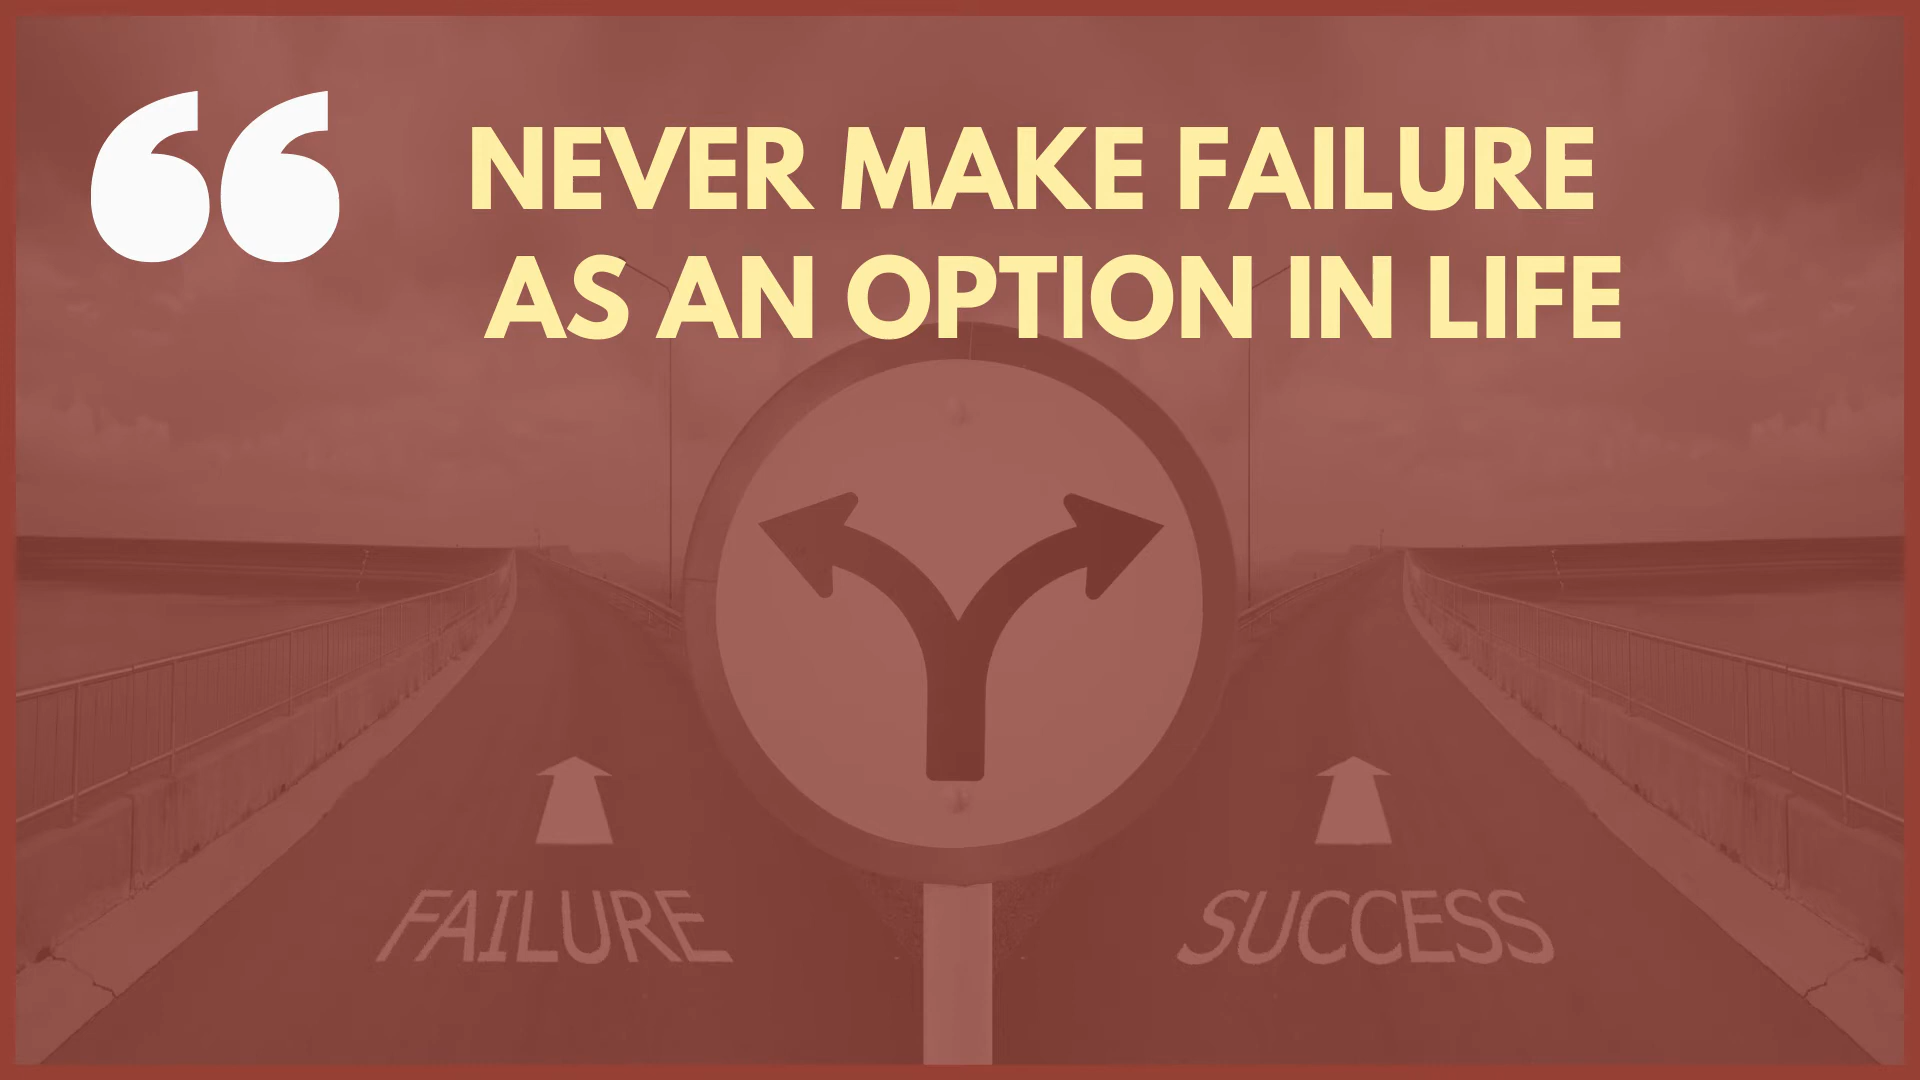 “
NEVER MAKE FAILURE
AS AN OPTION IN LIFE
FAILURE
SUCCESS